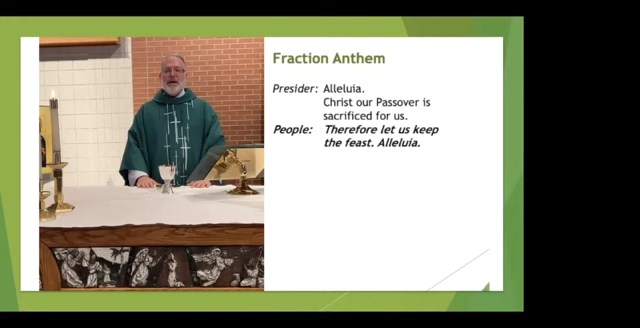 Fraction Anthem
Presider: Alleluia.
Christ our Passover is
sacrificed for us.
People: Therefore let us keep
the feast. Alleluia.